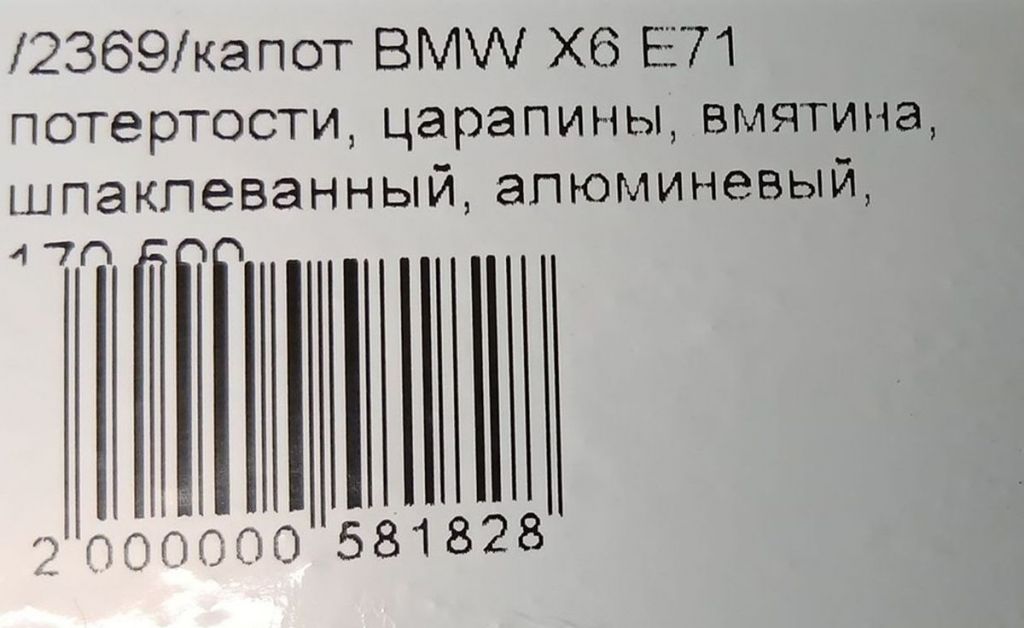 /2369/капот BMW X6 E71
потертости, царапины, вмятина,
шпаклеванный, алюминевый,
2 000000 581828